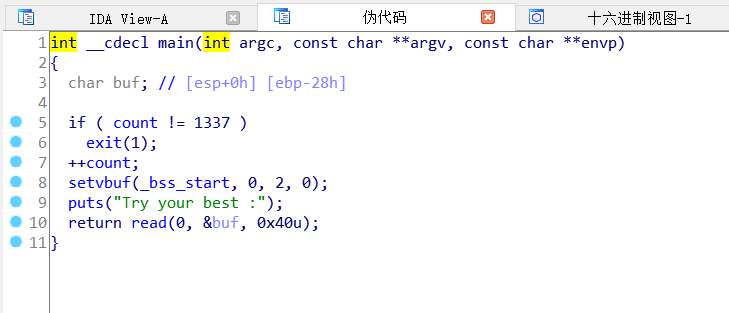 IDA View-A 伪代码 十六进制视图-1
1 int __cdecl main(int argc, const char **argv, const char **envp)
2 {
3   char buf; // [esp+0h] [ebp-28h]
4
5   if ( count != 1337 )
6     exit(1);
7   ++count;
8   setvbuf(_bss_start, 0, 2, 0);
9   puts("Try your best :");
10   return read(0, &buf, 0x40u);
11 }